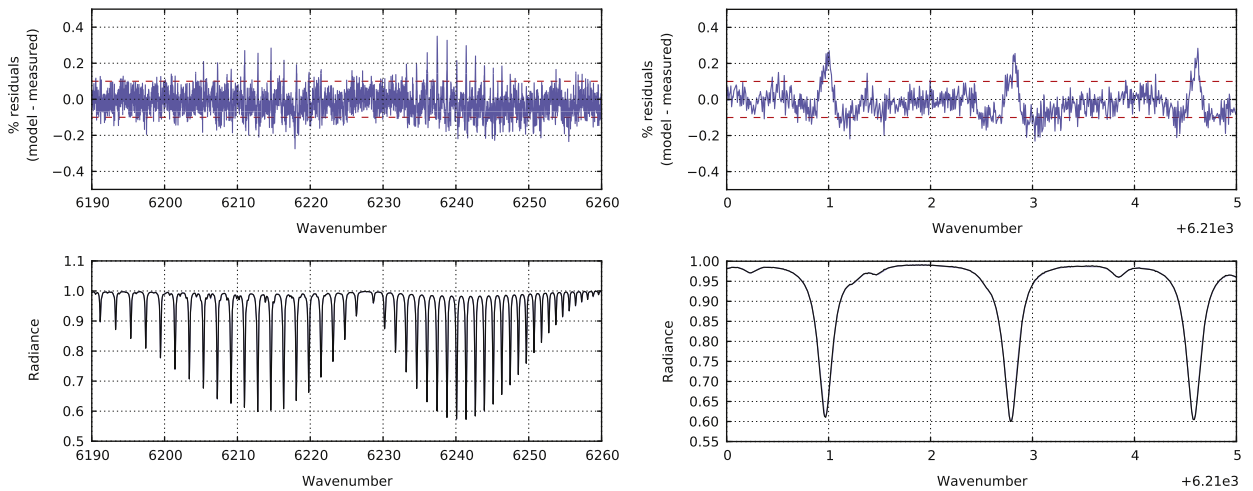 % residuals
(model - measured)
0.4
0.2
0.0
−0.2
−0.4
6190 6200 6210 6220 6230 6240 6250 6260
Wavenumber
% residuals
(model - measured)
0.4
0.2
0.0
−0.2
−0.4
0 1 2 3 4 5
Wavenumber
+6.21e3
Radiance
1.1
1.0
0.9
0.8
0.7
0.6
0.5
6190 6200 6210 6220 6230 6240 6250 6260
Wavenumber
Radiance
1.00
0.95
0.90
0.85
0.80
0.75
0.70
0.65
0.60
0.55
0 1 2 3 4 5
Wavenumber
+6.21e3